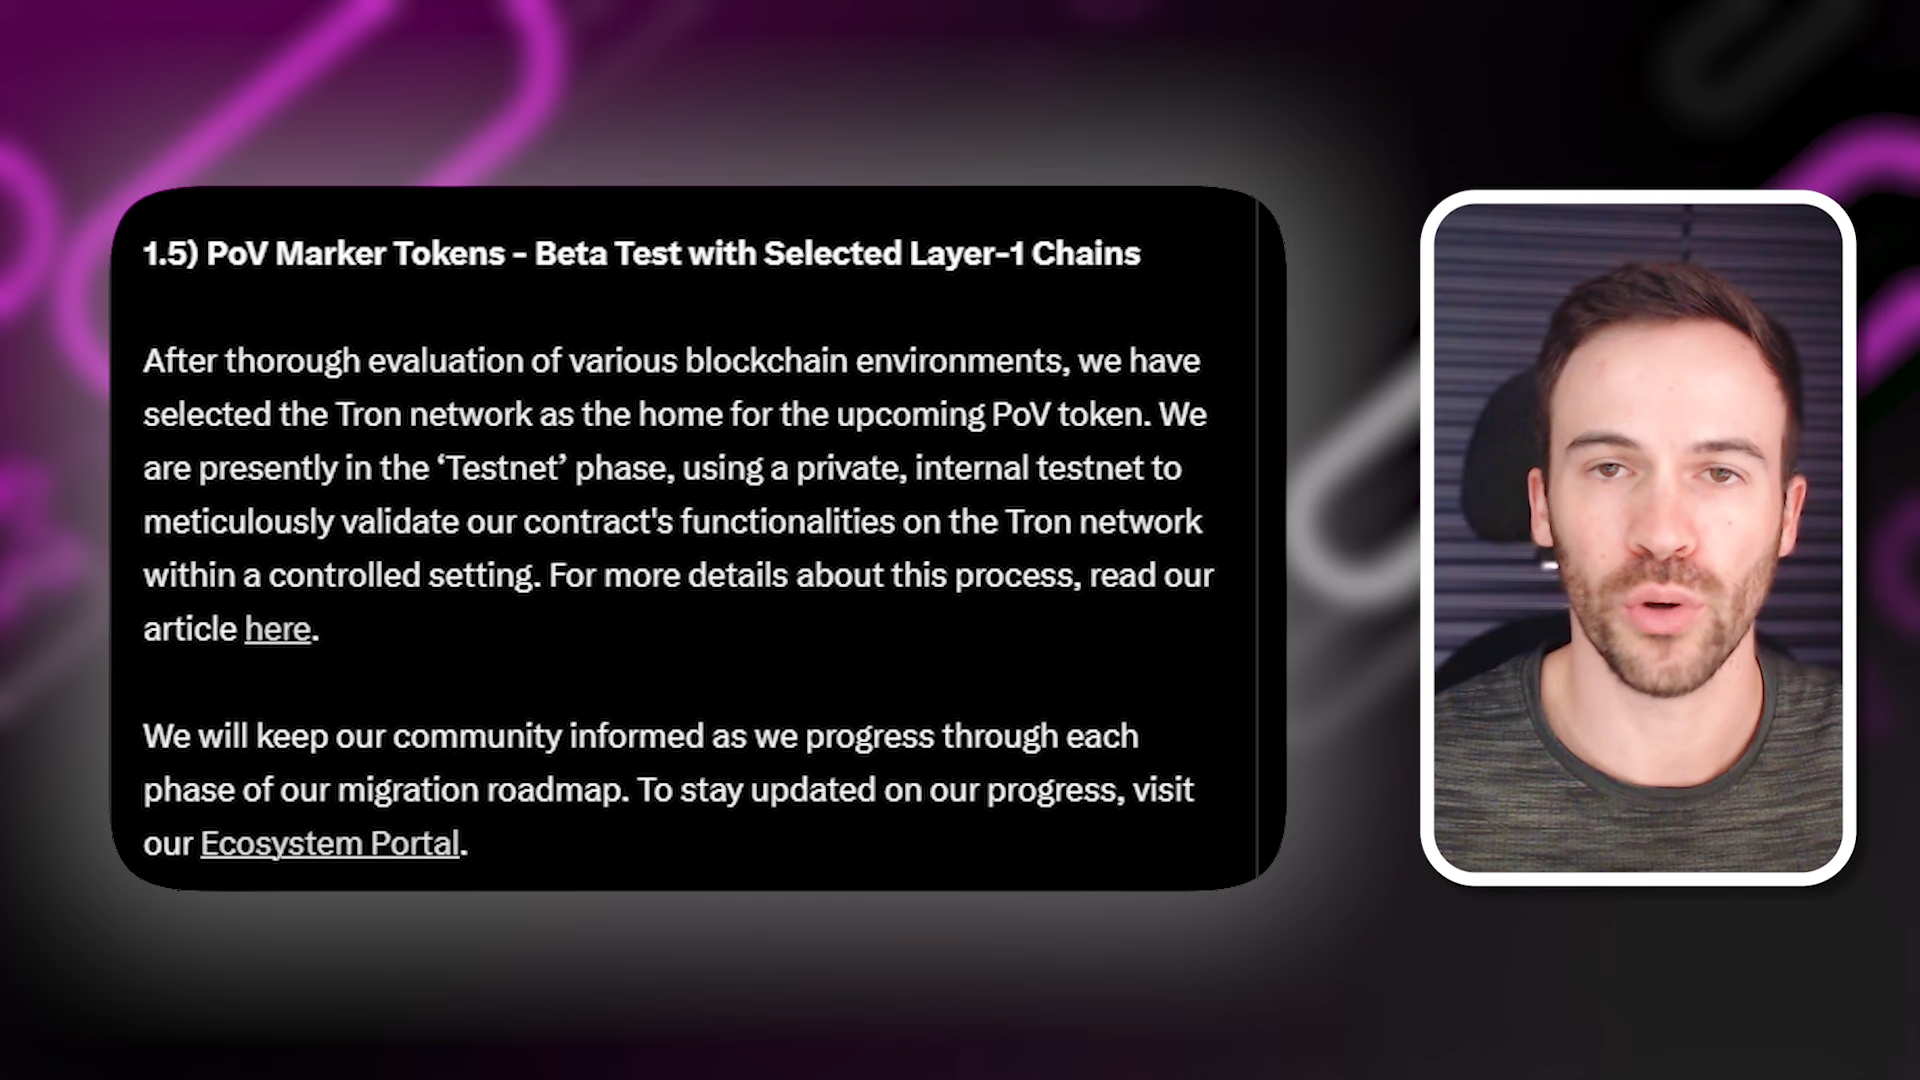 1.5) PoV Marker Tokens - Beta Test with Selected Layer-1 Chains
After thorough evaluation of various blockchain environments, we have
selected the Tron network as the home for the upcoming PoV token. We
are presently in the ‘Testnet’ phase, using a private, internal testnet to
meticulously validate our contract's functionalities on the Tron network
within a controlled setting. For more details about this process, read our
article here.
We will keep our community informed as we progress through each
phase of our migration roadmap. To stay updated on our progress, visit
our Ecosystem Portal.